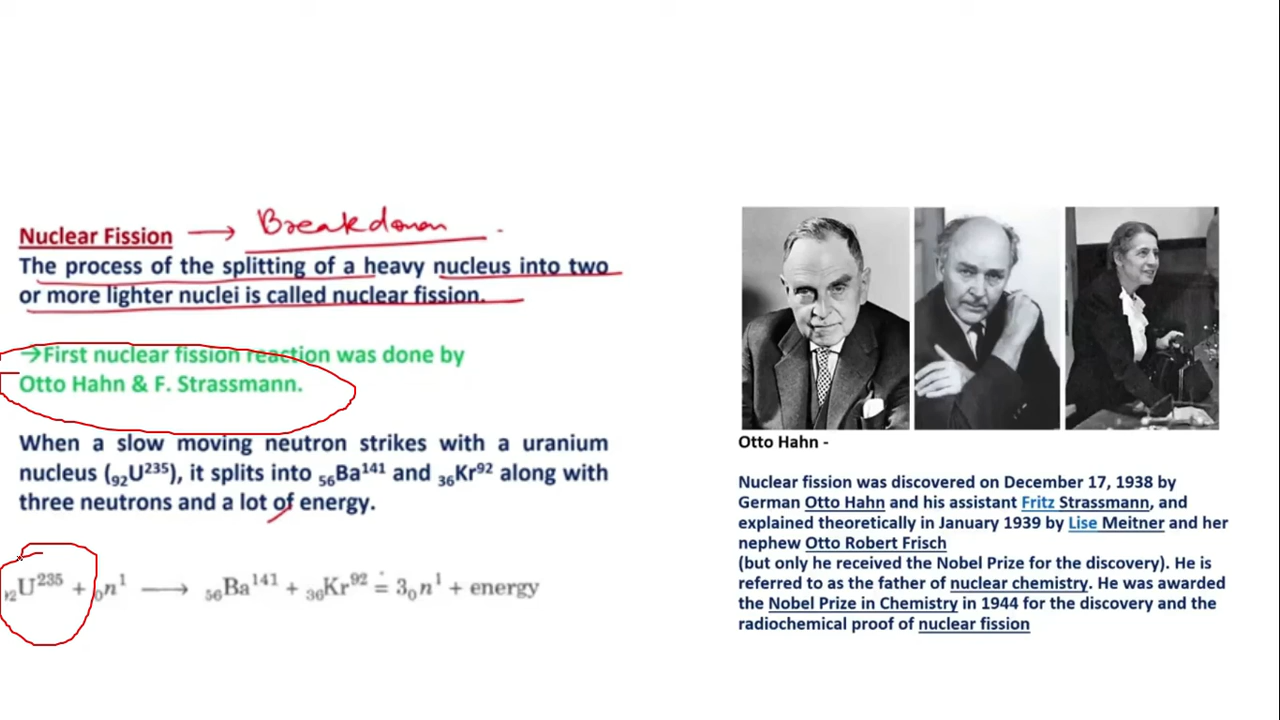 Nuclear Fission → Breakdown
The process of the splitting of a heavy nucleus into two
or more lighter nuclei is called nuclear fission.
→First nuclear fission reaction was done by
Otto Hahn & F. Strassmann.
When a slow moving neutron strikes with a uranium
nucleus (₉₂U²³⁵), it splits into ₅₆Ba¹⁴¹ and ₃₆Kr⁹² along with
three neutrons and a lot of energy.
₉₂U²³⁵ + ₀n¹ ⟶ ₅₆Ba¹⁴¹ + ₃₆Kr⁹² = 3₀n¹ + energy
Otto Hahn -
Nuclear fission was discovered on December 17, 1938 by
German Otto Hahn and his assistant Fritz Strassmann, and
explained theoretically in January 1939 by Lise Meitner and her
nephew Otto Robert Frisch
(but only he received the Nobel Prize for the discovery). He is
referred to as the father of nuclear chemistry. He was awarded
the Nobel Prize in Chemistry in 1944 for the discovery and the
radiochemical proof of nuclear fission